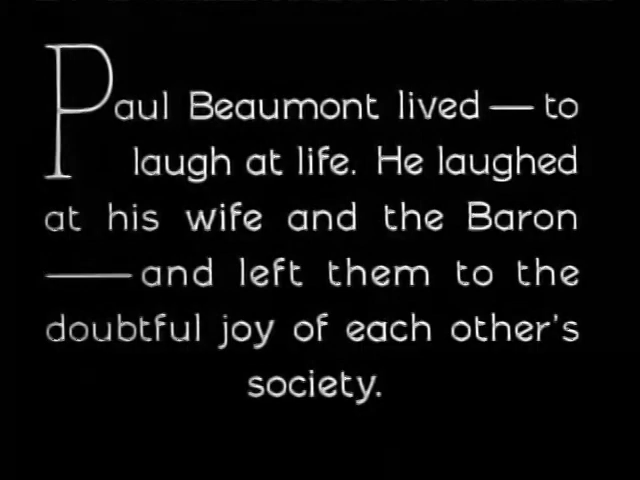 Paul Beaumont lived — to
laugh at life. He laughed
at his wife and the Baron
— and left them to the
doubtful joy of each other's
society.